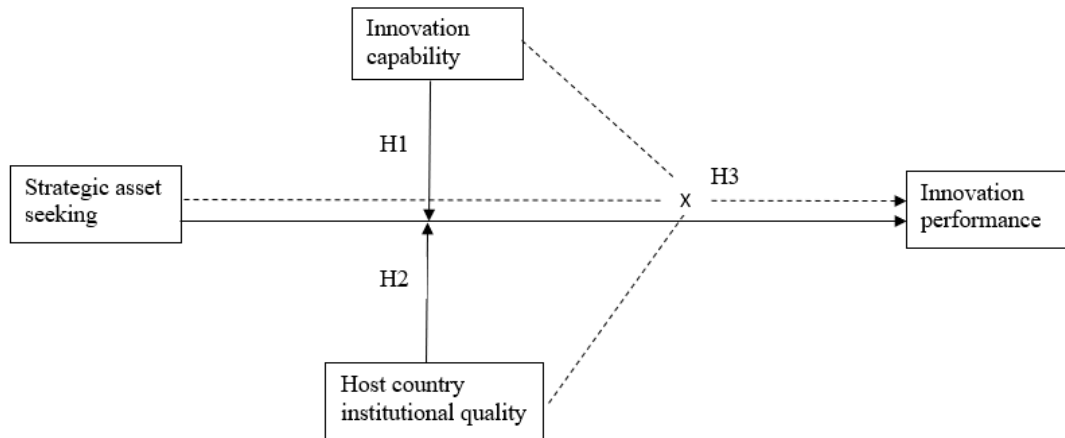 Innovation
capability
H1
Strategic asset
seeking
H3
X
Innovation
performance
H2
Host country
institutional quality